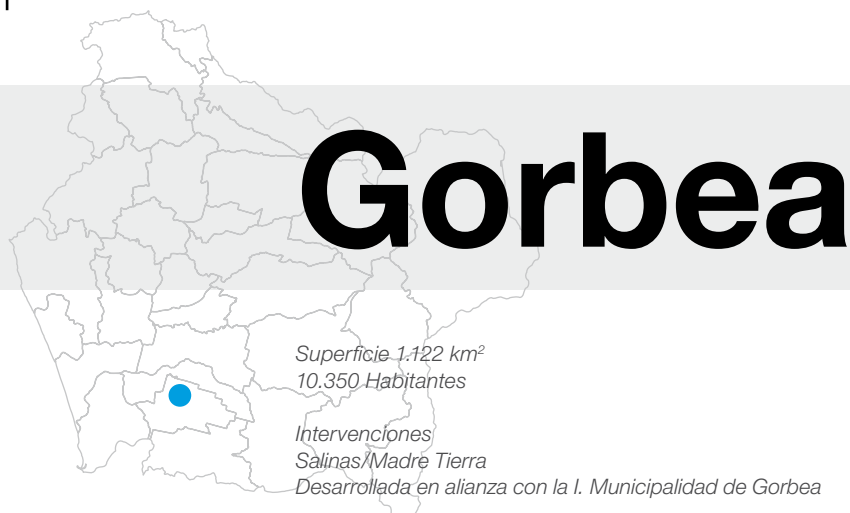 Gorbea
Superficie 1.122 km²
10.350 Habitantes
Intervenciones
Salinas/Madre Tierra
Desarrollada en alianza con la I. Municipalidad de Gorbea